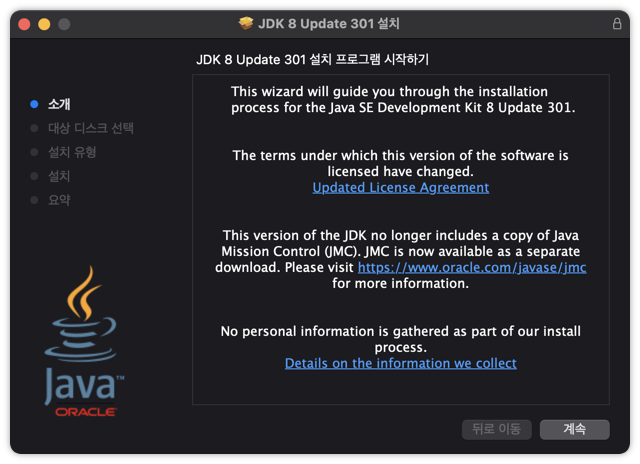 JDK 8 Update 301 설치
JDK 8 Update 301 설치 프로그램 시작하기
소개
대상 디스크 선택
설치 유형
설치
요약
This wizard will guide you through the installation
process for the Java SE Development Kit 8 Update 301.
The terms under which this version of the software is
licensed have changed.
Updated License Agreement
This version of the JDK no longer includes a copy of Java
Mission Control (JMC). JMC is now available as a separate
download. Please visit https://www.oracle.com/javase/jmc
for more information.
No personal information is gathered as part of our install
process.
Details on the information we collect
Java™
ORACLE
뒤로 이동
계속